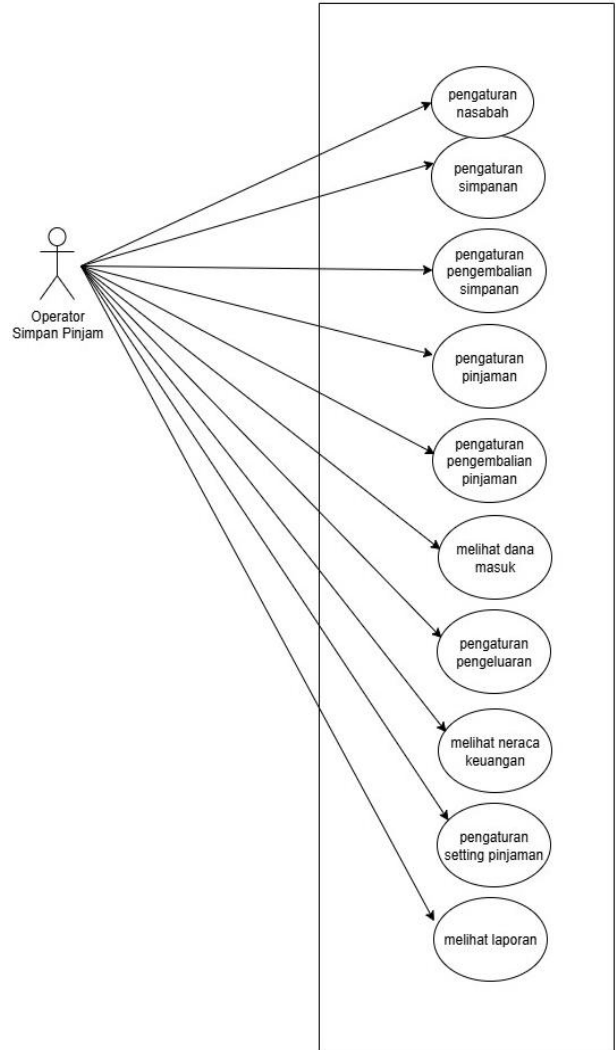 pengaturan
nasabah
pengaturan
simpanan
Operator
Simpan Pinjam
pengaturan
pengembalian
simpanan
pengaturan
pinjaman
pengaturan
pengembalian
pinjaman
melihat dana
masuk
pengaturan
pengeluaran
melihat neraca
keuangan
pengaturan
setting pinjaman
melihat laporan